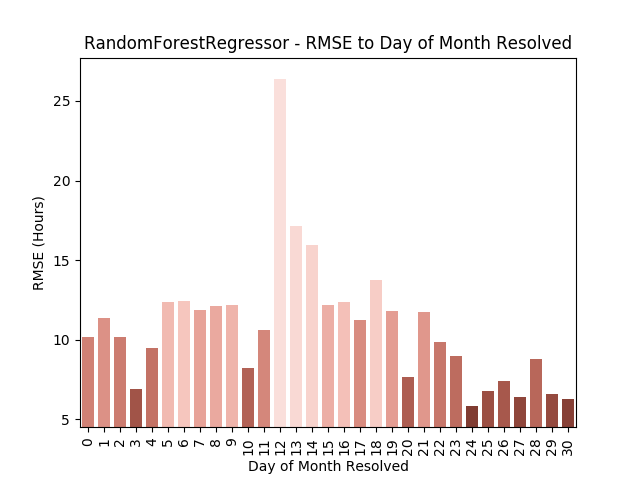 RandomForestRegressor - RMSE to Day of Month Resolved
25
20
15
10
5
RMSE (Hours)
0 1 2 3 4 5 6 7 8 9 10 11 12 13 14 15 16 17 18 19 20 21 22 23 24 25 26 27 28 29 30
Day of Month Resolved